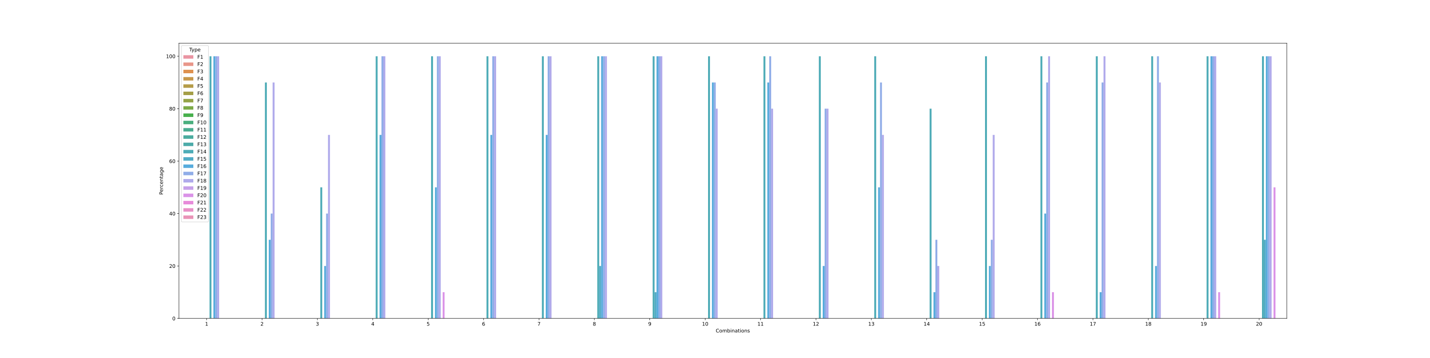 Type
F1
F2
F3
F4
F5
F6
F7
F8
F9
F10
F11
F12
F13
F14
F15
F16
F17
F18
F19
F20
F21
F22
F23
100
80
60
40
20
0
Percentage
1 2 3 4 5 6 7 8 9 10 11 12 13 14 15 16 17 18 19 20
Combinations